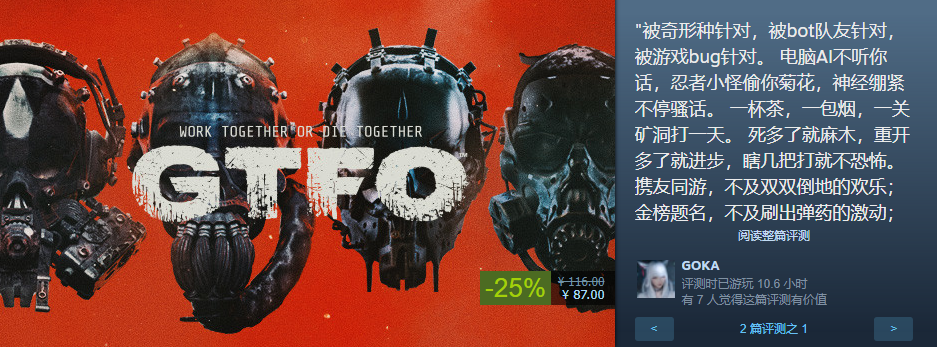 WORK TOGETHER OR DIE TOGETHER
GTFO
-25%
¥ 116.00
¥ 87.00
"被奇形种针对，被bot队友针对，
被游戏bug针对。 电脑AI不听你
话，忍者小怪偷你菊花，神经绷紧
不停骚话。 一杯茶，一包烟，一关
矿洞打一天。 死多了就麻木，重开
多了就进步，瞎几把打就不恐怖。
携友同游，不及双双倒地的欢乐；
金榜题名，不及刷出弹药的激动；
阅读整篇评测
GOKA
评测时已游玩 10.6 小时
有 7 人觉得这篇评测有价值
<
2 篇评测之 1
>